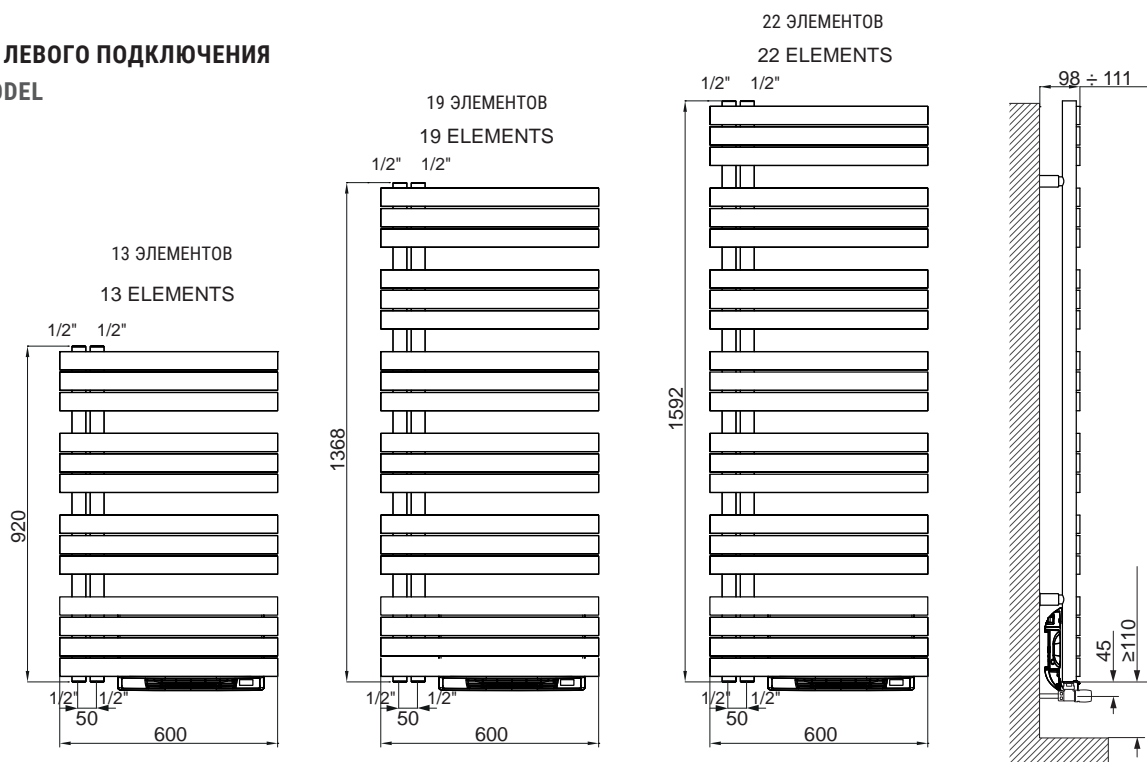 ЛЕВОГО ПОДКЛЮЧЕНИЯ
ODEL
22 ЭЛЕМЕНТОВ
22 ELEMENTS
1/2" 1/2"
98 ÷ 111
19 ЭЛЕМЕНТОВ
19 ELEMENTS
1/2" 1/2"
13 ЭЛЕМЕНТОВ
13 ELEMENTS
1/2" 1/2"
920
1368
1592
45
≥110
1/2" 1/2"
50
600
1/2" 1/2"
50
600
1/2" 1/2"
50
600